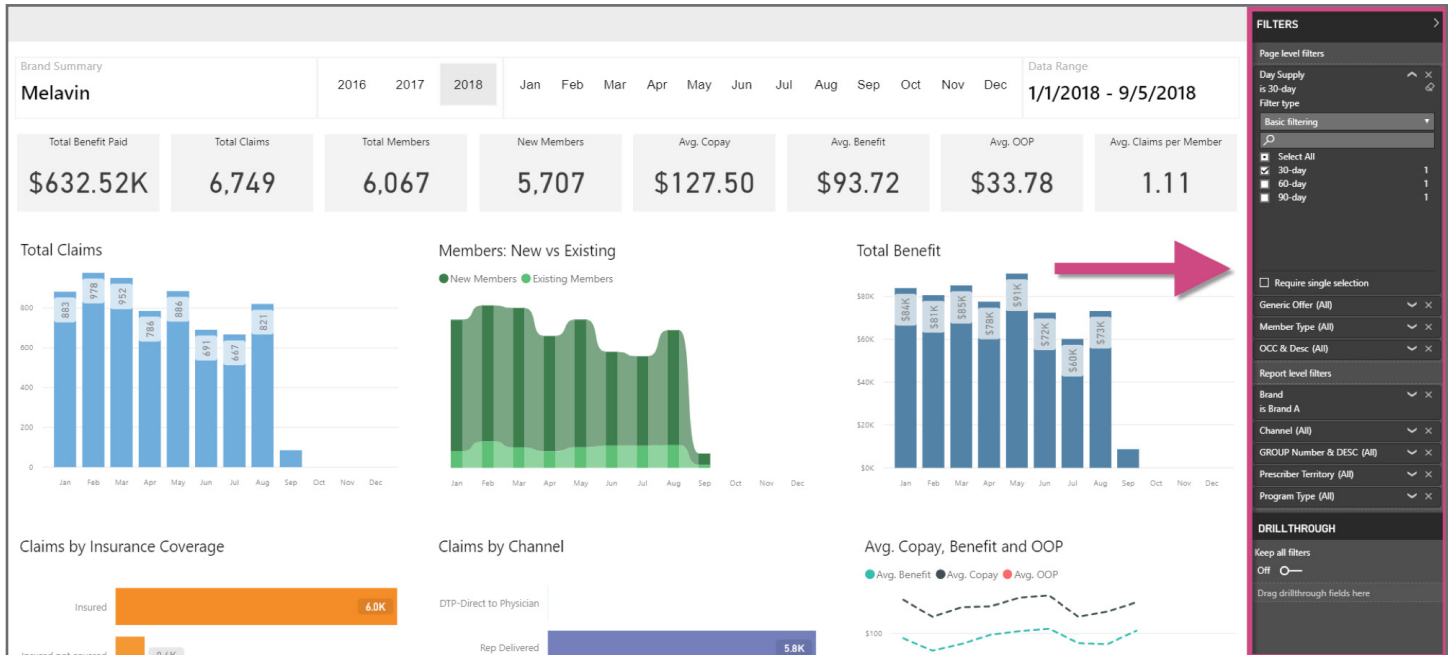 FILTERS
Page level filters
Day Supply
is 30-day
Filter type
Basic filtering
Select All
30-day 1
60-day 1
90-day 1
Require single selection
Generic Offer (All)
Member Type (All)
OCC & Desc (All)
Report level filters
Brand
is Brand A
Channel (All)
GROUP Number & DESC (All)
Prescriber Territory (All)
Program Type (All)
DRILLTHROUGH
Keep all filters
Off
Drag drillthrough fields here
Brand Summary
Melavin
2016 2017 2018
Jan Feb Mar Apr May Jun Jul Aug Sep Oct Nov Dec
Data Range
1/1/2018 - 9/5/2018
Total Benefit Paid
$632.52K
Total Claims
6,749
Total Members
6,067
New Members
5,707
Avg. Copay
$127.50
Avg. Benefit
$93.72
Avg. OOP
$33.78
Avg. Claims per Member
1.11
Total Claims
800
600
400
200
0
883 978 952 786 886 691 667 821
Jan Feb Mar Apr May Jun Jul Aug Sep Oct Nov Dec
Members: New vs Existing
New Members Existing Members
Jan Feb Mar Apr May Jun Jul Aug Sep Oct Nov Dec
Total Benefit
$80K
$60K
$40K
$20K
$0K
$84K $81K $85K $78K $91K $72K $60K $73K
Jan Feb Mar Apr May Jun Jul Aug Sep Oct Nov Dec
Claims by Insurance Coverage
Insured 6.0K
Claims by Channel
DTP-Direct to Physician
Rep Delivered 5.8K
Avg. Copay, Benefit and OOP
Avg. Benefit Avg. Copay Avg. OOP
$100